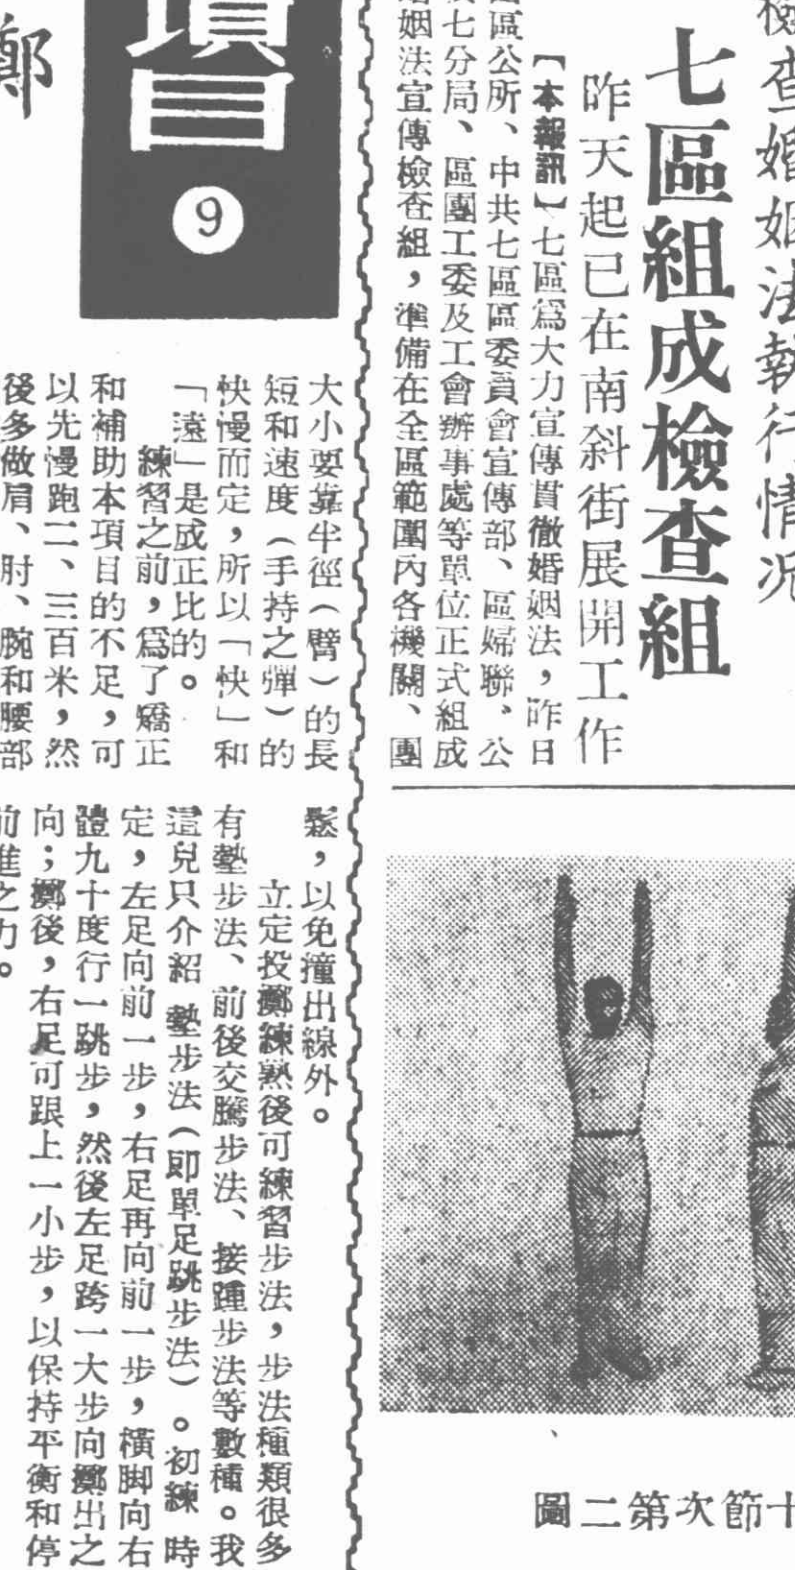 檢查婚姻法執行情況
七區組成檢查組
昨天起已在南斜街展開工作
【本報訊】七區爲大力宣傳貫徹婚姻法，昨日
區公所、中共七區區委員會宣傳部、區婦聯、公
七分局、區團工委及工會辦事處等單位正式組成
姻法宣傳檢查組，準備在全區範圍內各機關、團
十節次第二圖
項目
9
擲
大小要靠半徑（臂）的長
短和速度（手持之彈）的
快慢而定，所以「快」和
「遠」是成正比的。
練習之前，爲了矯正
和補助本項目的不足，可
以先慢跑二、三百米，然
後多做肩、肘、腕和腰部
鬆，以免撞出線外。
立定投擲練熟後可練習步法，步法種類很多
有墊步法、前後交騰步法、接踵步法等數種。我
這兒只介紹墊步法（即單足跳步法）。初練時
定，左足向前一步，右足再向前一步，橫脚向右
體九十度行一跳步，然後左足跨一大步向擲出之
向；擲後，右足可跟上一小步，以保持平衡和停
前進之力。